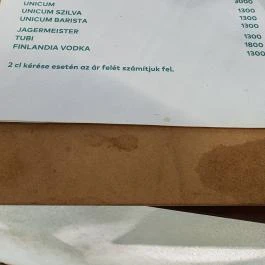 UNICUM 3000
UNICUM SZILVA 1300
UNICUM BARISTA 1300
JAGERMEISTER 1300
TUBI 1300
FINLANDIA VODKA 1800
1300
2 cl kérése esetén az ár felét számítjuk fel.